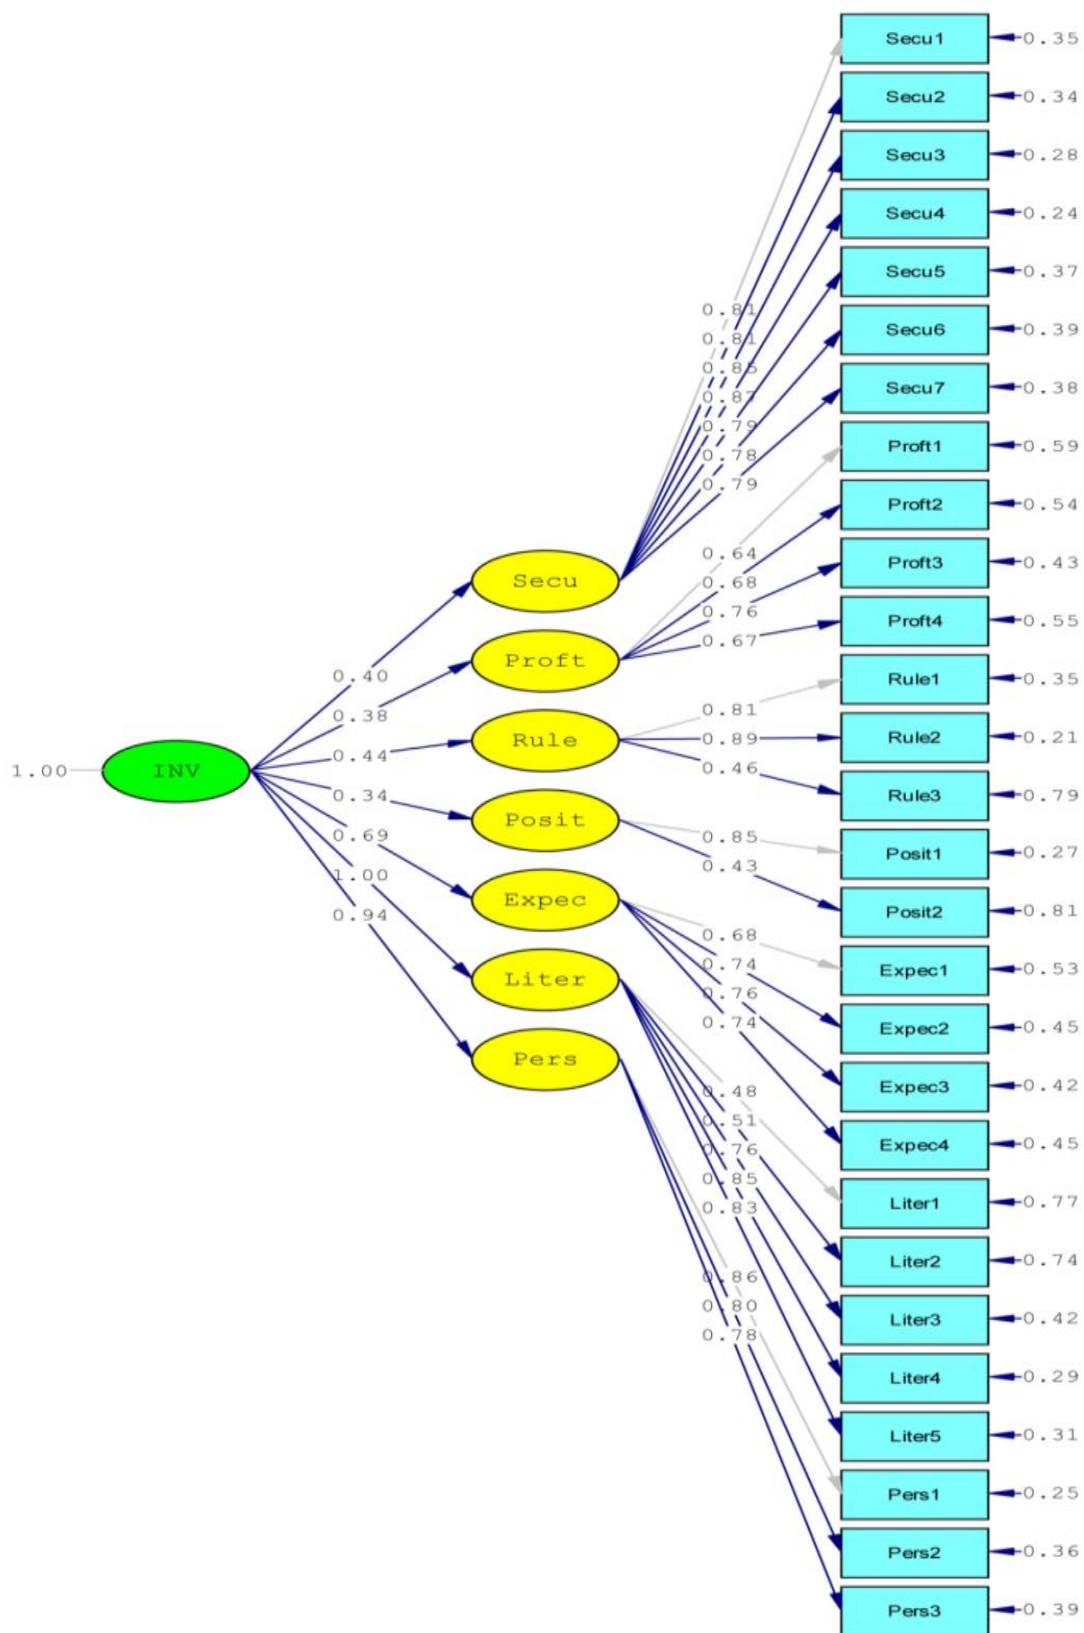 Secu1 0.35
Secu2 0.34
Secu3 0.28
Secu4 0.24
Secu5 0.37
0.81
Secu6 0.39
0.81
0.85
Secu7 0.38
0.87
0.79
Proft1 0.59
0.78
0.79
Proft2 0.54
0.64
Proft3 0.43
Secu 0.68
0.76
Proft4 0.55
0.67
Proft
0.40
Rule1 0.35
0.81
0.38
Rule 0.89 Rule2 0.21
0.44
1.00 INV
0.46
0.34
Rule3 0.79
Posit
0.69 0.85
Posit1 0.27
0.43
1.00
Expec
Posit2 0.81
0.94
0.68
0.74
Expec1 0.53
Liter
0.76
0.74
Expec2 0.45
Pers
Expec3 0.42
0.48
0.51
Expec4 0.45
0.76
0.85
Liter1 0.77
0.83
Liter2 0.74
0.86
0.80
Liter3 0.42
0.78
Liter4 0.29
Liter5 0.31
Pers1 0.25
Pers2 0.36
Pers3 0.39